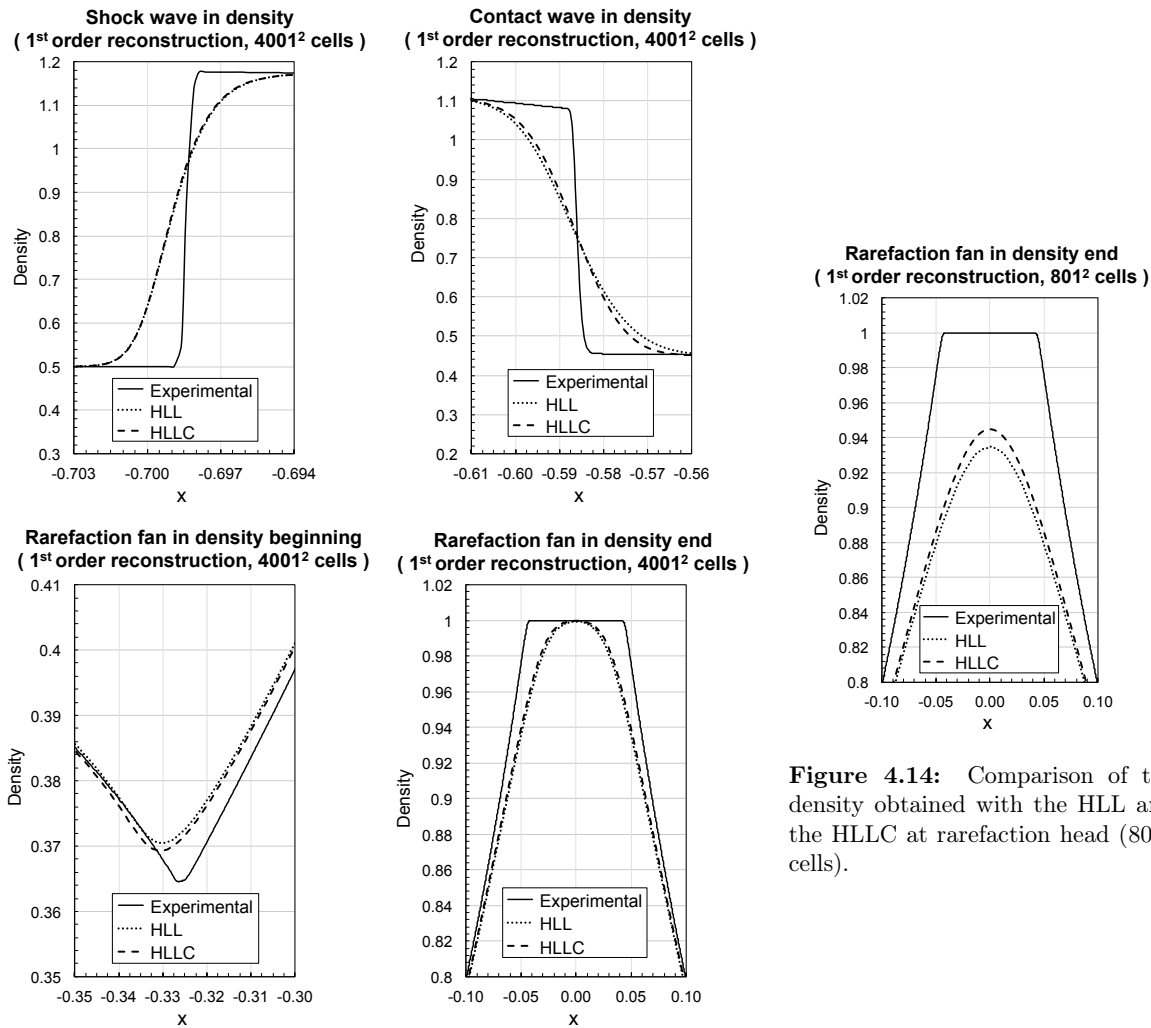 Shock wave in density
( 1st order reconstruction, 4001² cells )
1.2
1.1
1
0.9
0.8
0.7
0.6
0.5
0.4
0.3
Density
Experimental
HLL
HLLC
-0.703
-0.700
-0.697
-0.694
x
Contact wave in density
( 1st order reconstruction, 4001² cells )
1.2
1.1
1
0.9
0.8
0.7
0.6
0.5
0.4
0.3
0.2
Density
Experimental
HLL
HLLC
-0.61
-0.60
-0.59
-0.58
-0.57
-0.56
x
Rarefaction fan in density beginning
( 1st order reconstruction, 4001² cells )
0.41
0.4
0.39
0.38
0.37
0.36
0.35
Density
Experimental
HLL
HLLC
-0.35
-0.34
-0.33
-0.32
-0.31
-0.30
x
Rarefaction fan in density end
( 1st order reconstruction, 4001² cells )
1.02
1
0.98
0.96
0.94
0.92
0.9
0.88
0.86
0.84
0.82
0.8
Density
Experimental
HLL
HLLC
-0.10
-0.05
0.00
0.05
0.10
x
Rarefaction fan in density end
( 1st order reconstruction, 801² cells )
1.02
1
0.98
0.96
0.94
0.92
0.9
0.88
0.86
0.84
0.82
0.8
Density
Experimental
HLL
HLLC
-0.10
-0.05
0.00
0.05
0.10
x
Figure 4.14: Comparison of t
density obtained with the HLL an
the HLLC at rarefaction head (80
cells).